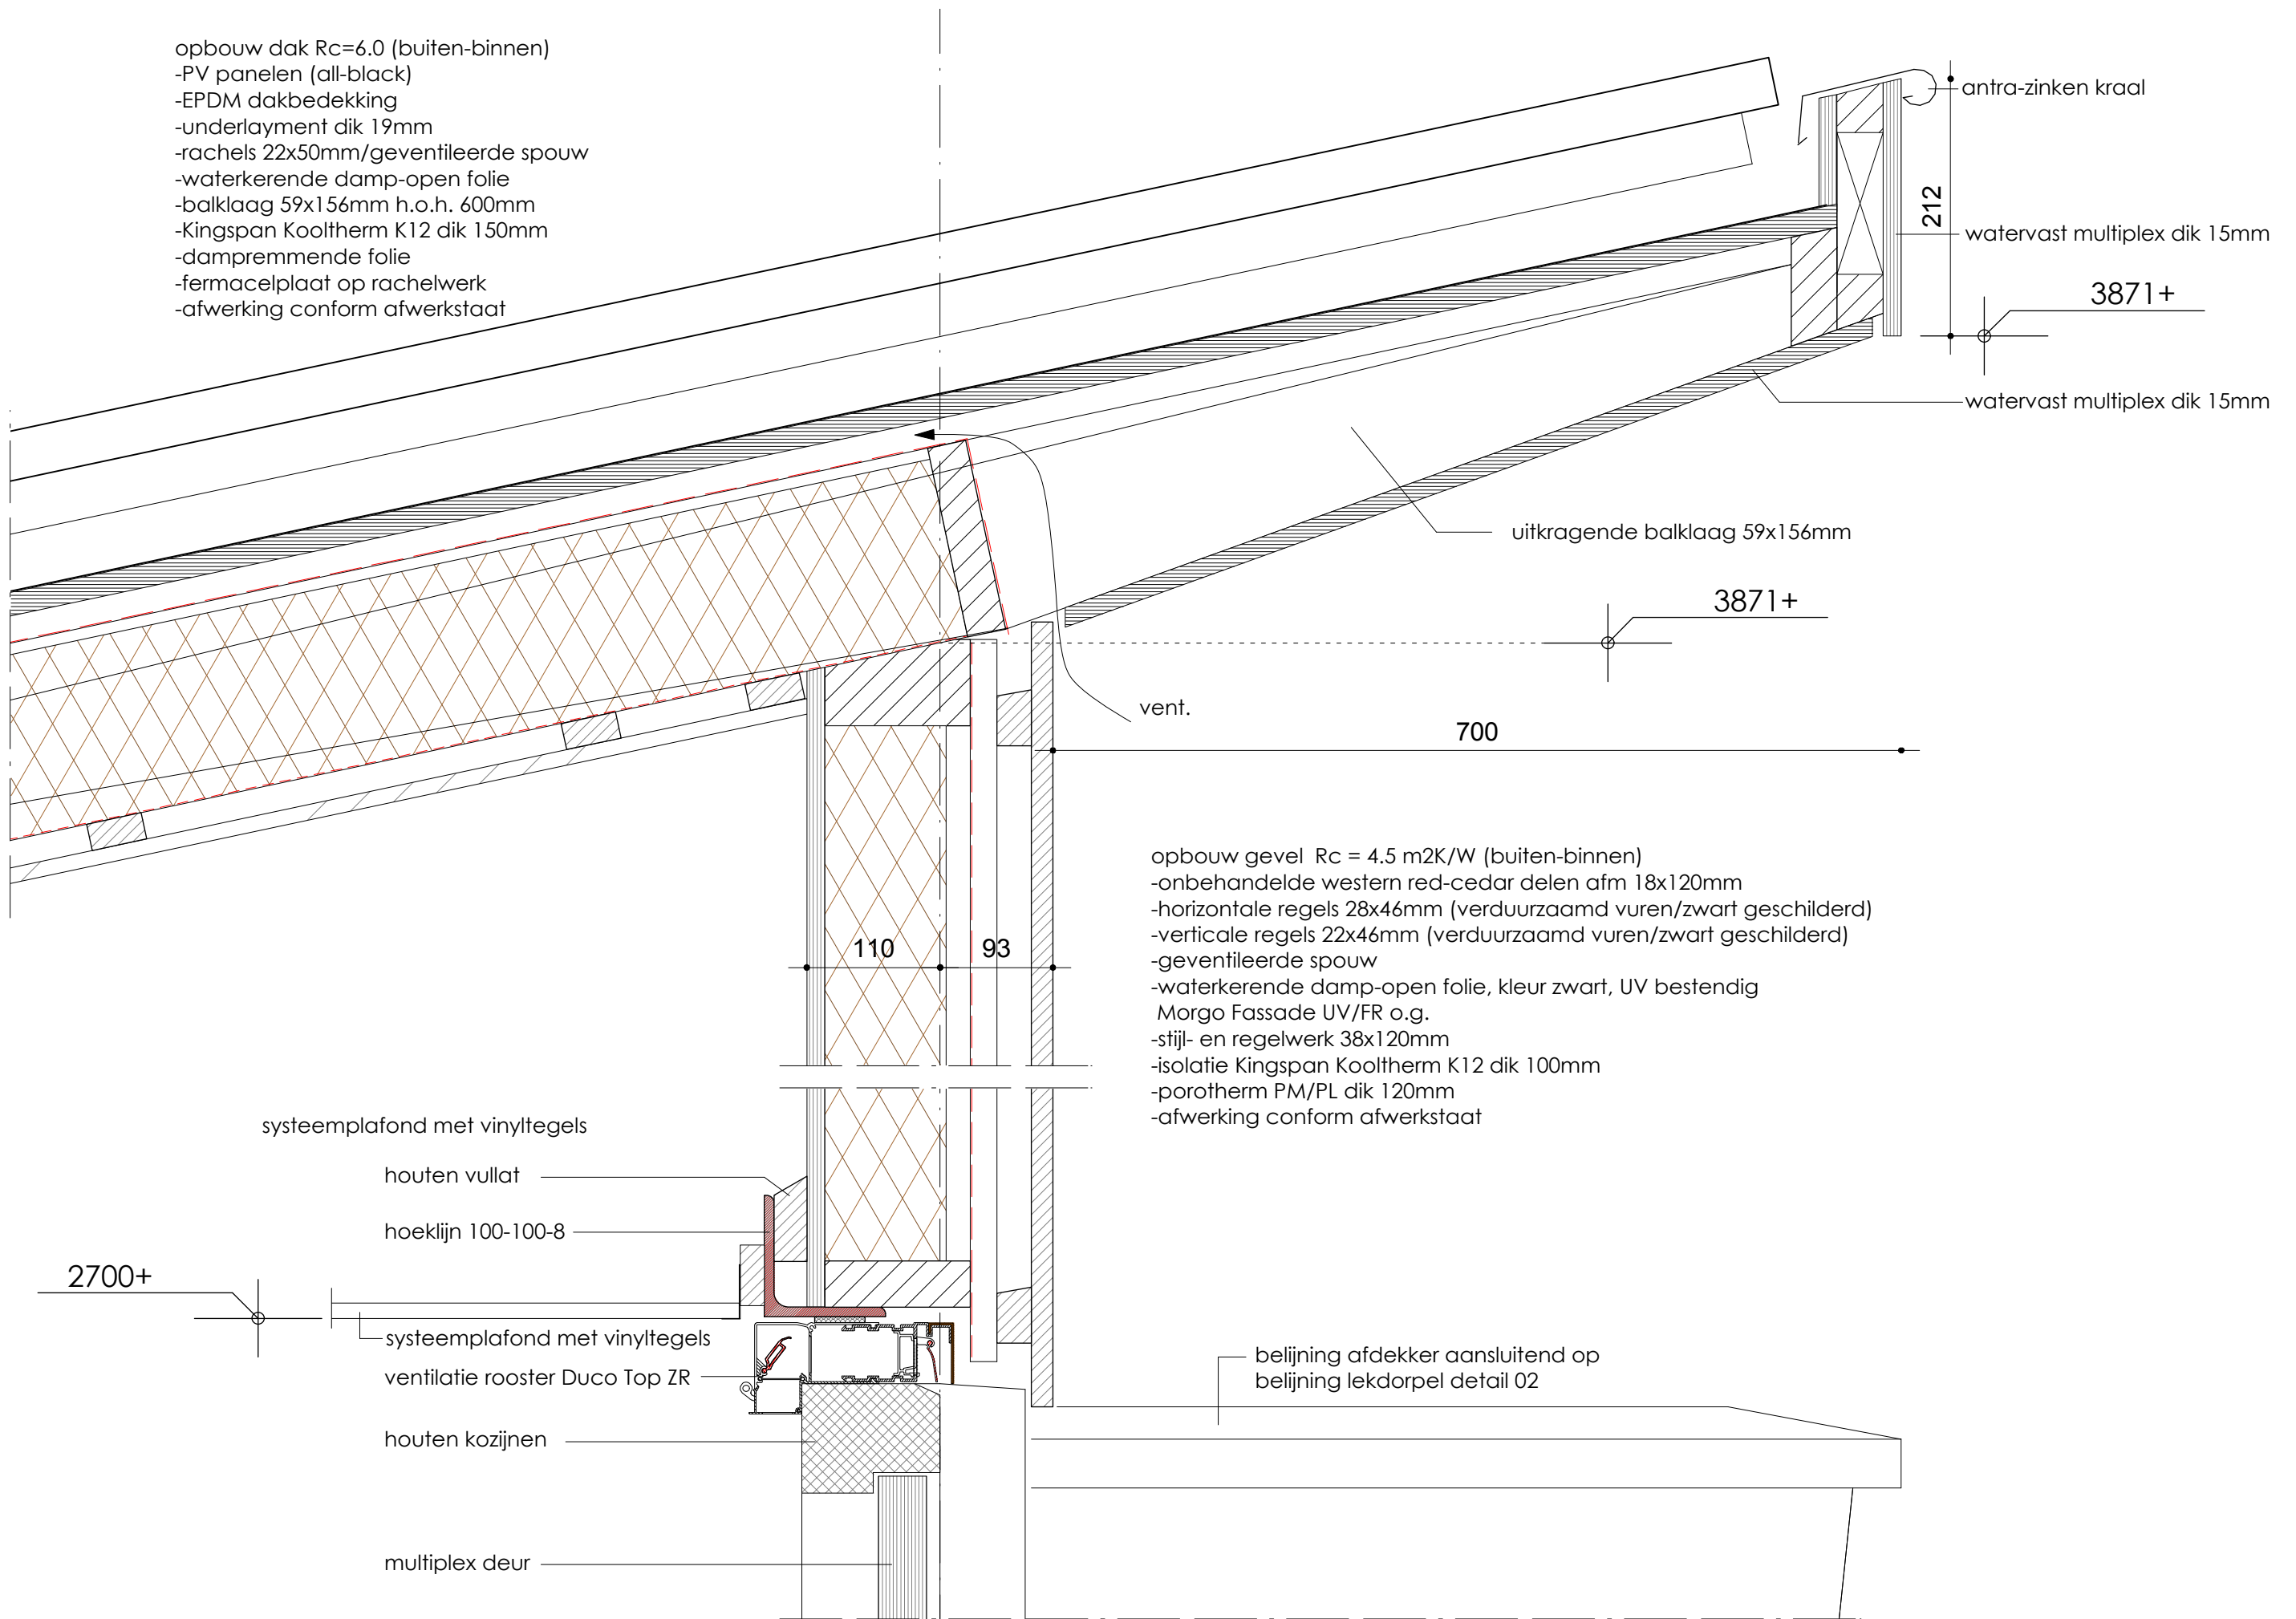 opbouw dak Rc=6.0 (buiten-binnen)
-PV panelen (all-black)
-EPDM dakbedekking
-underlayment dik 19mm
-rachels 22x50mm/geventileerde spouw
-waterkerende damp-open folie
-balklaag 59x156mm h.o.h. 600mm
-Kingspan Kooltherm K12 dik 150mm
-dampremmende folie
-fermacelplaat op rachelwerk
-afwerking conform afwerkstaat
antra-zinken kraal
212
watervast multiplex dik 15mm
3871+
watervast multiplex dik 15mm
uitkragende balklaag 59x156mm
3871+
vent.
700
opbouw gevel  Rc = 4.5 m2K/W (buiten-binnen)
-onbehandelde western red-cedar delen afm 18x120mm
-horizontale regels 28x46mm (verduurzaamd vuren/zwart geschilderd)
-verticale regels 22x46mm (verduurzaamd vuren/zwart geschilderd)
-geventileerde spouw
-waterkerende damp-open folie, kleur zwart, UV bestendig
Morgo Fassade UV/FR o.g.
-stijl- en regelwerk 38x120mm
-isolatie Kingspan Kooltherm K12 dik 100mm
-porotherm PM/PL dik 120mm
-afwerking conform afwerkstaat
110
93
systeemplafond met vinyltegels
houten vullat
hoeklijn 100-100-8
2700+
systeemplafond met vinyltegels
ventilatie rooster Duco Top ZR
houten kozijnen
multiplex deur
belijning afdekker aansluitend op
belijning lekdorpel detail 02